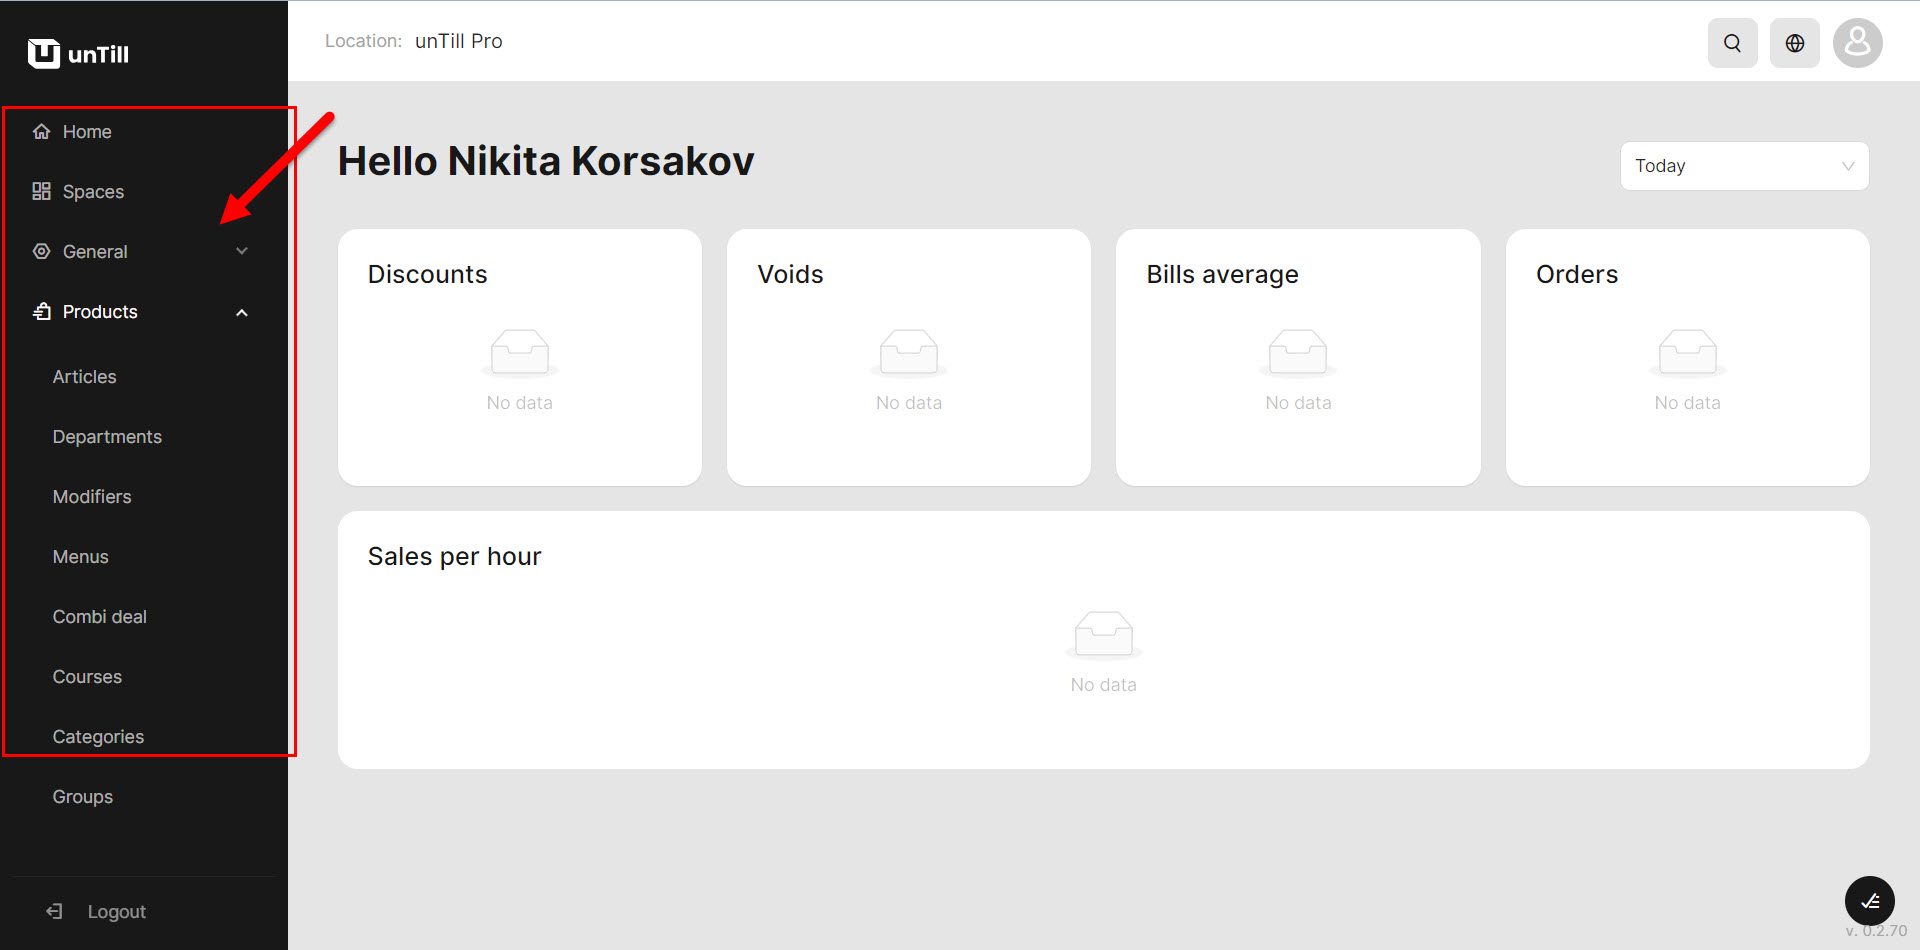 unTill
Location: unTill Pro
Home
Spaces
General
Products
Articles
Departments
Modifiers
Menus
Combi deal
Courses
Categories
Groups
Logout
Hello Nikita Korsakov
Today
Discounts
No data
Voids
No data
Bills average
No data
Orders
No data
Sales per hour
No data
v. 0.2.70